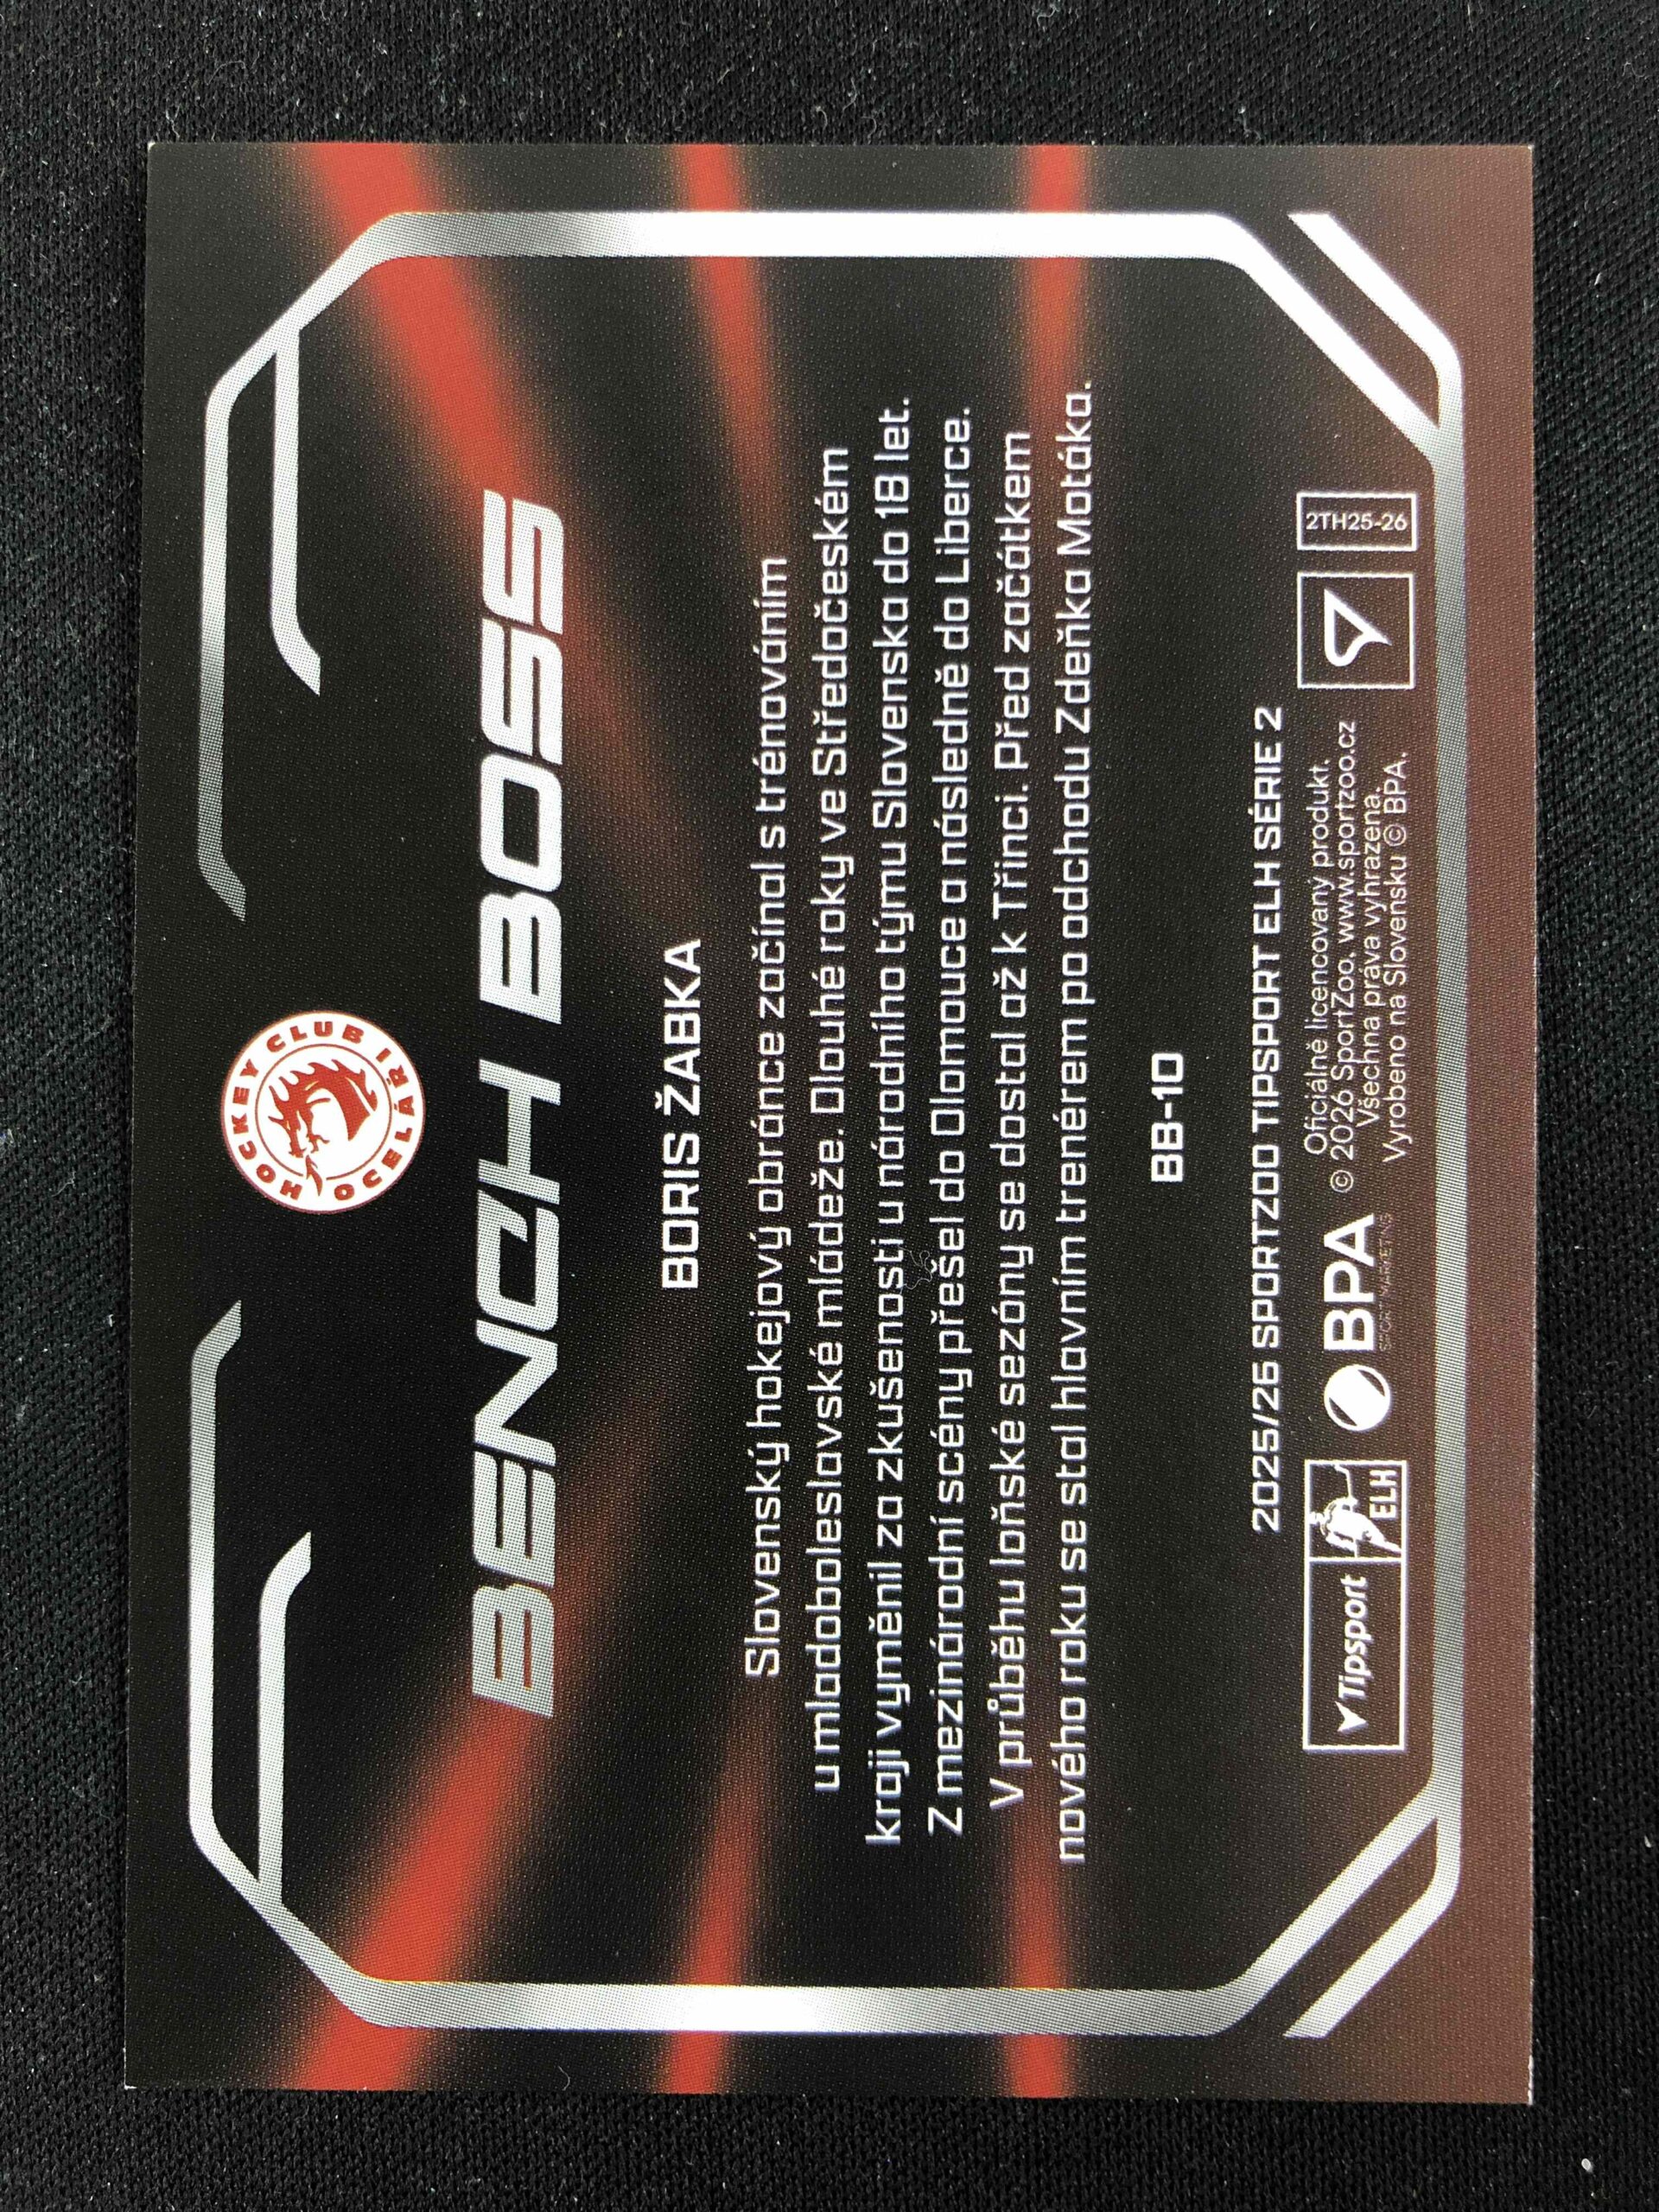 HOCKEY CLUB
OCELÁŘI
BENCH BOSS
BORIS ŽABKA
Slovenský hokejový obránce začínal s trénováním
u mladoboleslavské mládeže. Dlouhé roky ve Středočeském
kraji vyměnil za zkušenosti u národního týmu Slovenska do 18 let.
Z mezinárodní scény přešel do Olomouce a následně do Liberce.
V průběhu loňské sezóny se dostal až k Třinci. Před začátkem
nového roku se stal hlavním trenérem po odchodu Zdeňka Motáka.
BB-10
2025/26 SPORTZOO TIPSPORT ELH SÉRIE 2
Tipsport ELH
BPA
SPORT MARKETING
Oficiálně licencovaný produkt.
© 2026 SportZoo, www.sportzoo.cz
Všechna práva vyhrazena.
Vyrobeno na Slovensku © BPA.
2TH25-26